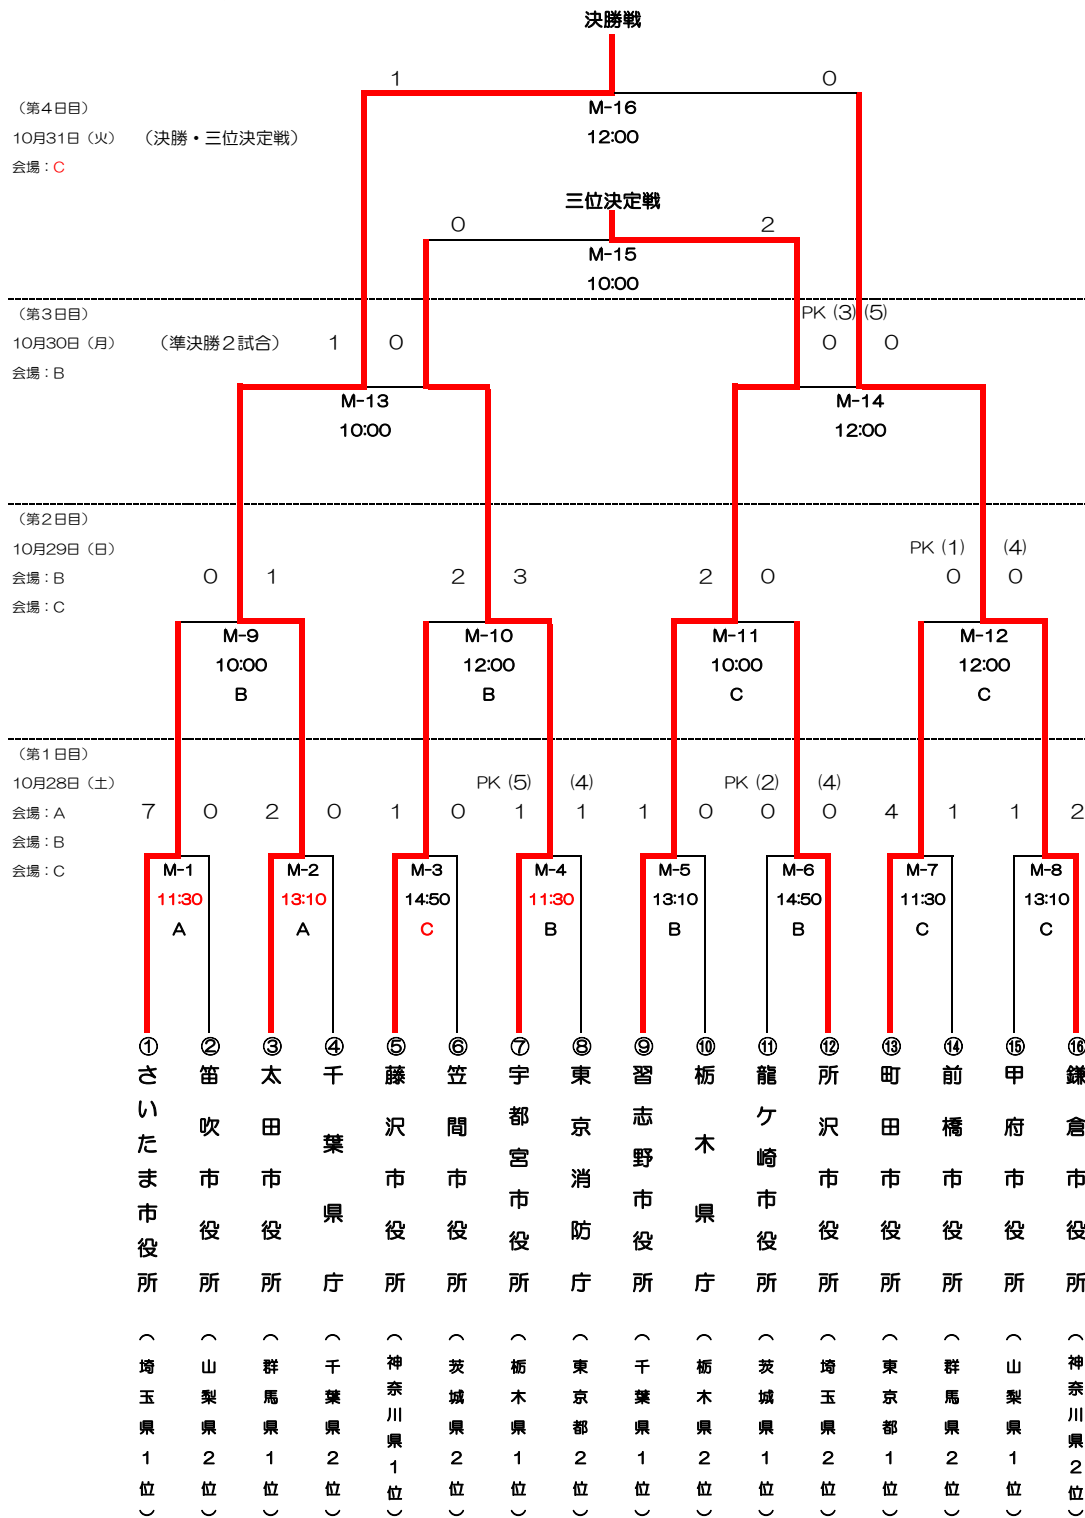 決勝戦
1 0
（第4日目） M-16
10月31日（火） （決勝・三位決定戦） 12:00
会場：C
三位決定戦
0 2
M-15
10:00
（第3日目） PK (3) (5)
10月30日（月） （準決勝２試合） 1 0 0 0
会場：B
M-13 M-14
10:00 12:00
（第2日目）
10月29日（日） PK (1) (4)
会場：B 0 1 2 3 2 0 0 0
会場：C
M-9 M-10 M-11 M-12
10:00 12:00 10:00 12:00
B B C C
（第1日目）
10月28日（土） PK (5) (4) PK (2) (4)
会場：A 7 0 2 0 1 0 1 1 1 0 0 0 4 1 1 2
会場：B
会場：C M-1 M-2 M-3 M-4 M-5 M-6 M-7 M-8
11:30 13:10 14:50 11:30 13:10 14:50 11:30 13:10
A A C B B B C C
① さいたま市役所 （埼玉県1位）
② 笛吹市役所 （山梨県2位）
③ 太田市役所 （群馬県1位）
④ 千葉県庁 （千葉県2位）
⑤ 藤沢市役所 （神奈川県1位）
⑥ 笠間市役所 （茨城県2位）
⑦ 宇都宮市役所 （栃木県1位）
⑧ 東京消防庁 （東京都2位）
⑨ 習志野市役所 （千葉県1位）
⑩ 栃木県庁 （栃木県2位）
⑪ 龍ケ崎市役所 （茨城県1位）
⑫ 所沢市役所 （埼玉県2位）
⑬ 町田市役所 （東京都1位）
⑭ 前橋市役所 （群馬県2位）
⑮ 甲府市役所 （山梨県1位）
⑯ 鎌倉市役所 （神奈川県2位）